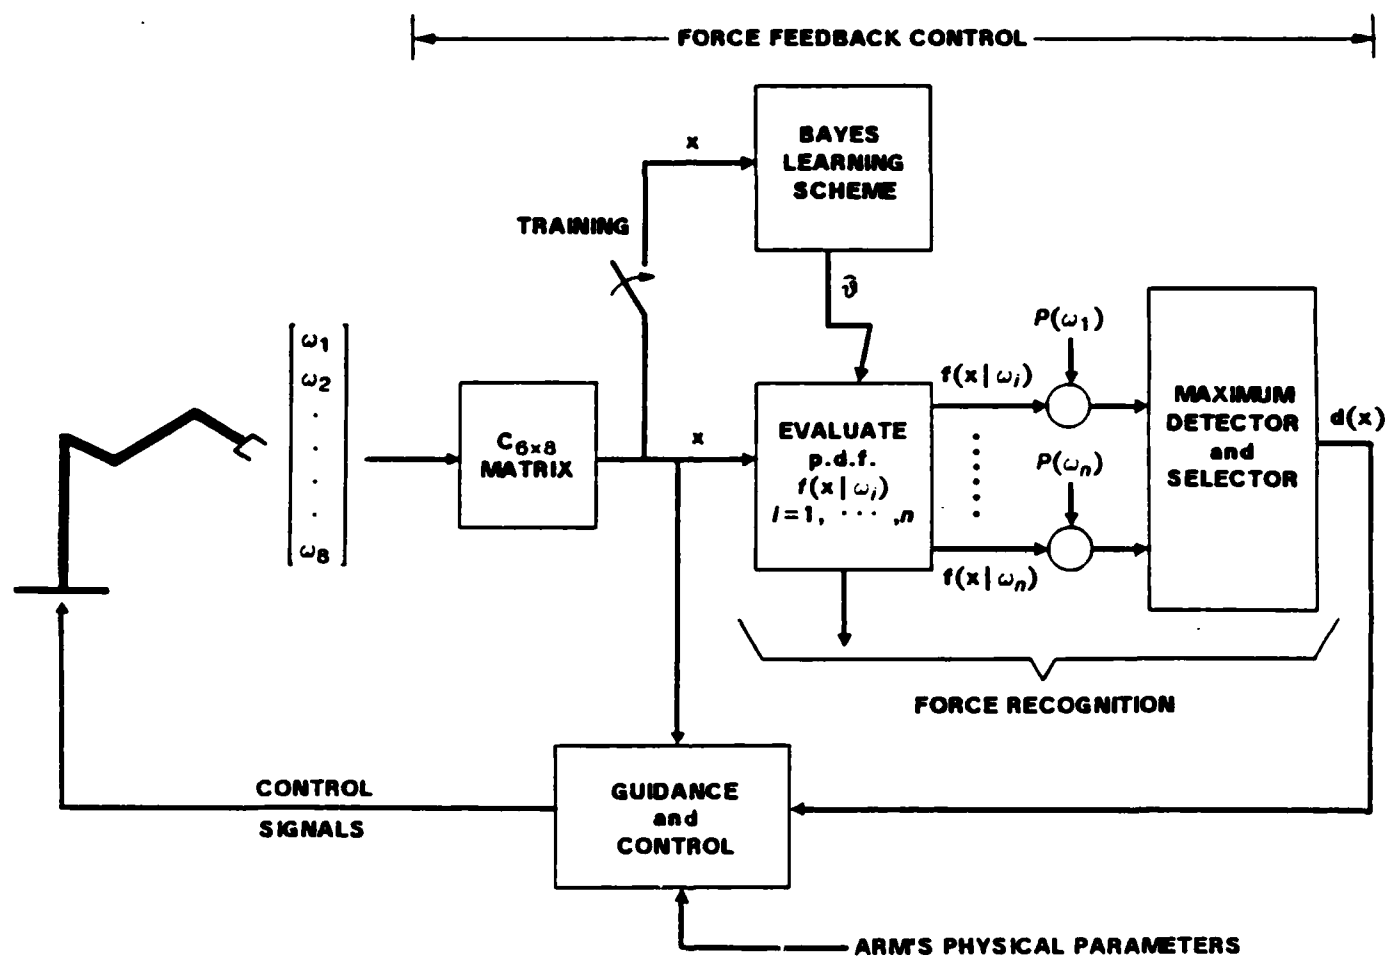 FORCE FEEDBACK CONTROL
BAYES
LEARNING
SCHEME
x
TRAINING
ϑ̂
P(ω₁)
ω₁
ω₂
.
.
.
.
ω₈
C₆ₓ₈
MATRIX
x
EVALUATE
p.d.f.
f(x|ωᵢ)
i=1, ··· ,n
f(x|ωᵢ)
P(ωₙ)
f(x|ωₙ)
MAXIMUM
DETECTOR
and
SELECTOR
d(x)
FORCE RECOGNITION
CONTROL
SIGNALS
GUIDANCE
and
CONTROL
ARM'S PHYSICAL PARAMETERS